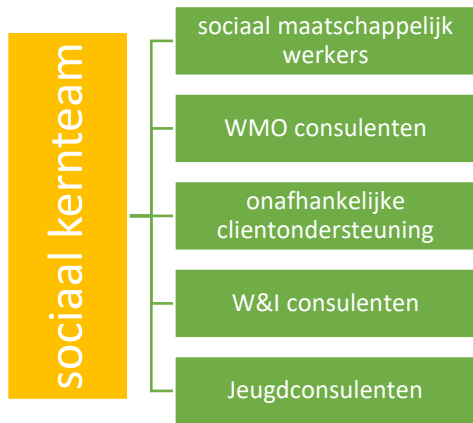 sociaal kernteam
sociaal maatschappelijk
werkers
WMO consulenten
onafhankelijke
clientondersteuning
W&I consulenten
Jeugdconsulenten